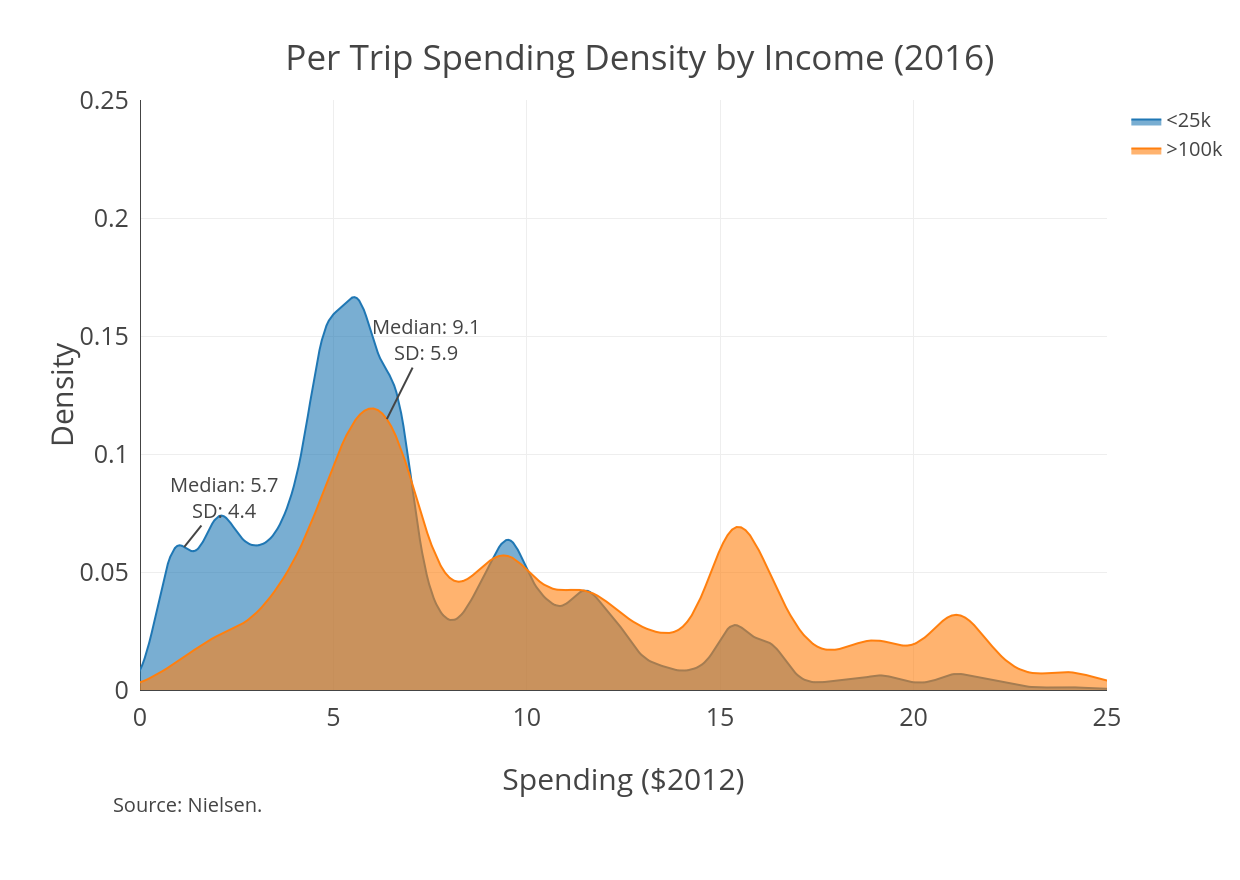 Per Trip Spending Density by Income (2016)
<25k
>100k
0.25
0.2
0.15
0.1
0.05
0
Density
Median: 9.1
SD: 5.9
Median: 5.7
SD: 4.4
0 5 10 15 20 25
Spending ($2012)
Source: Nielsen.